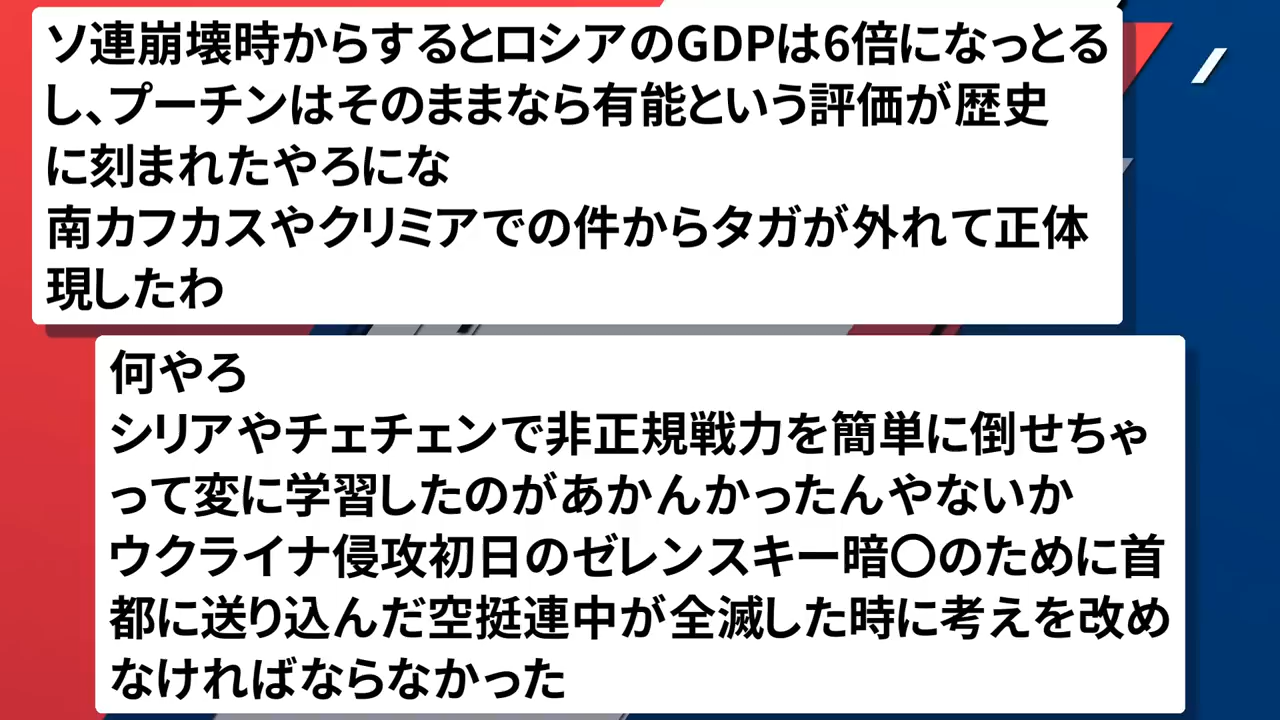 ソ連崩壊時からするとロシアのGDPは6倍になっとる
し、プーチンはそのままなら有能という評価が歴史
に刻まれたやろにな
南カフカスやクリミアでの件からタガが外れて正体
現したわ
何やろ
シリアやチェチェンで非正規戦力を簡単に倒せちゃ
って変に学習したのがあかんかったんやないか
ウクライナ侵攻初日のゼレンスキー暗〇のために首
都に送り込んだ空挺連中が全滅した時に考えを改め
なければならなかった